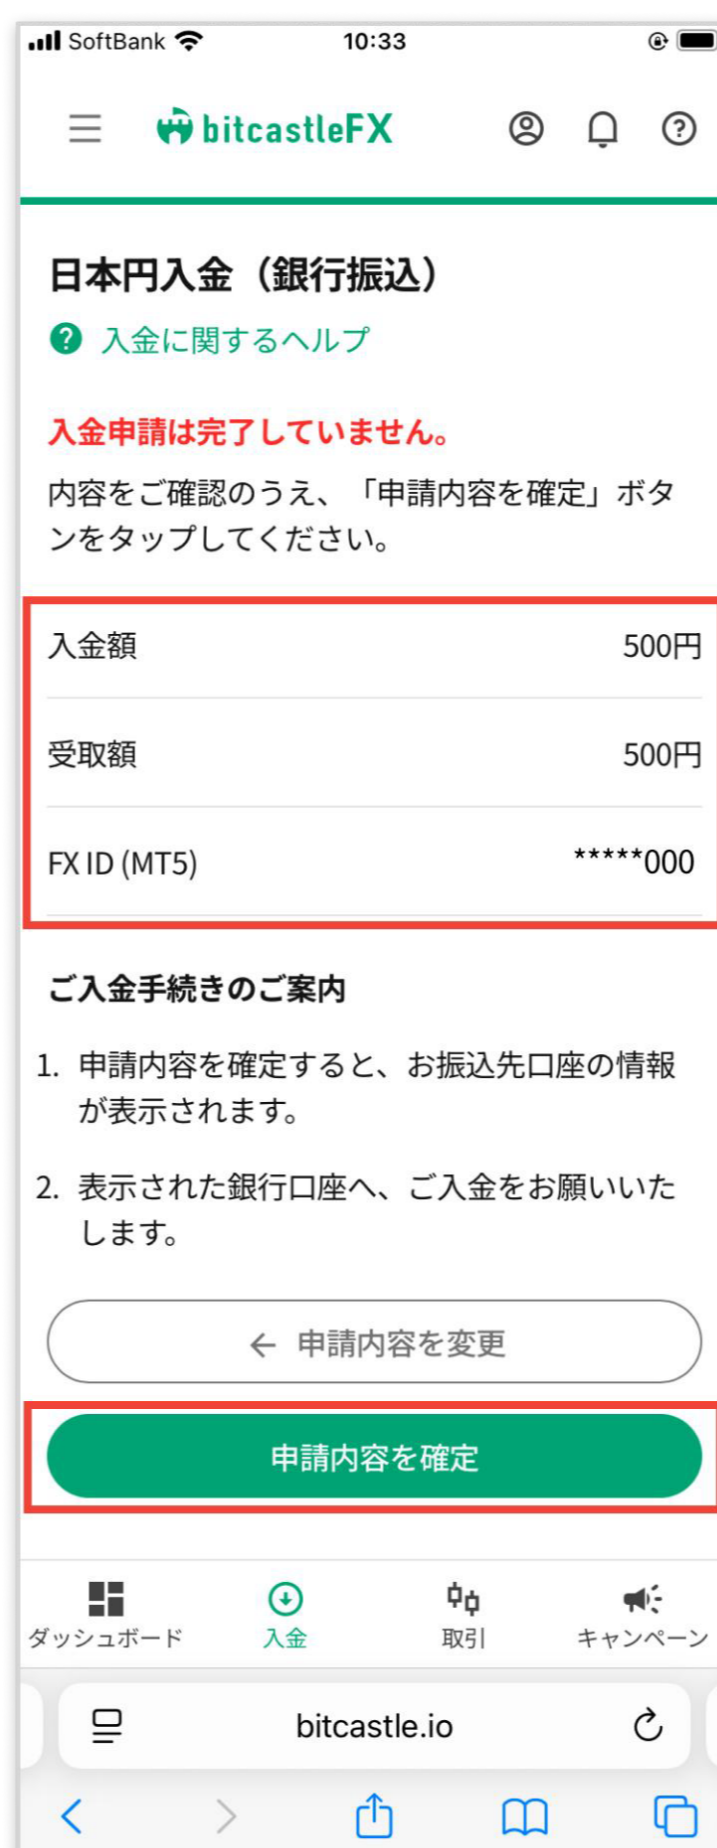 SoftBank 10:33
bitcastleFX
日本円入金（銀行振込）
入金に関するヘルプ
入金申請は完了していません。
内容をご確認のうえ、「申請内容を確定」ボタ
ンをタップしてください。
入金額 500円
受取額 500円
FX ID (MT5) *****000
ご入金手続きのご案内
1. 申請内容を確定すると、お振込先口座の情報
が表示されます。
2. 表示された銀行口座へ、ご入金をお願いいた
します。
← 申請内容を変更
申請内容を確定
ダッシュボード 入金 取引 キャンペーン
bitcastle.io